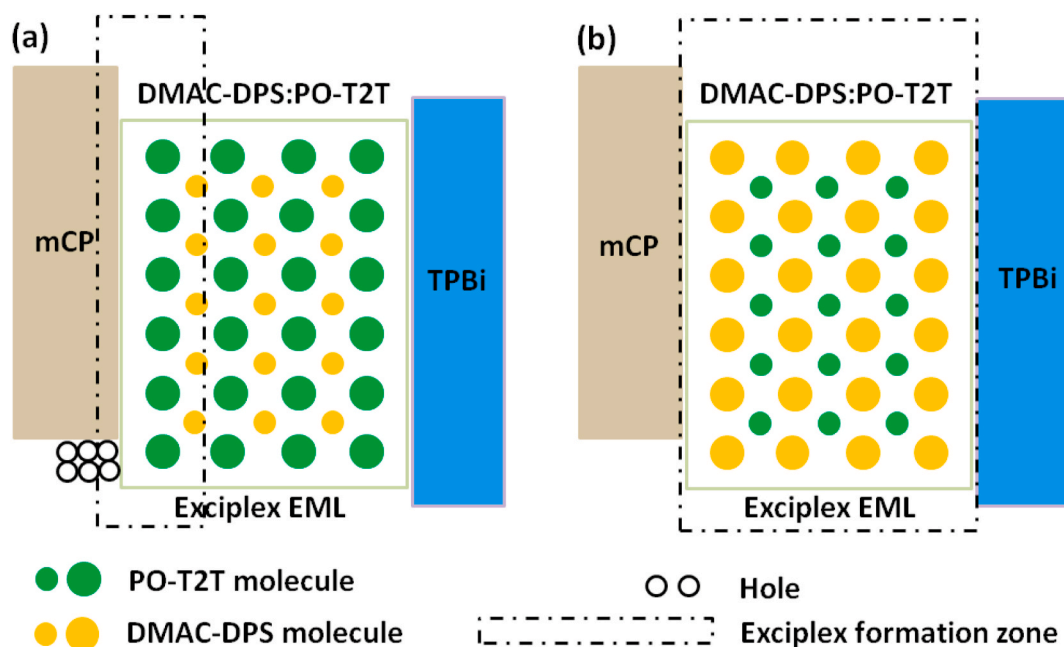 (a)
DMAC-DPS:PO-T2T
mCP
TPBi
Exciplex EML
(b)
DMAC-DPS:PO-T2T
mCP
TPBi
Exciplex EML
PO-T2T molecule
Hole
DMAC-DPS molecule
Exciplex formation zone